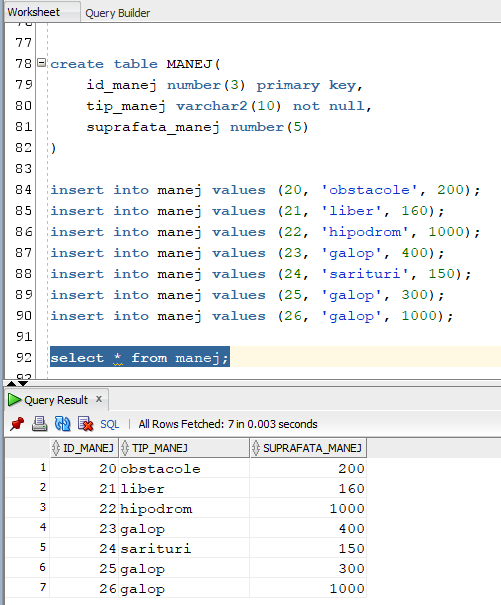 Worksheet Query Builder
77
78 create table MANEJ(
79 id_manej number(3) primary key,
80 tip_manej varchar2(10) not null,
81 suprafata_manej number(5)
82 )
83
84 insert into manej values (20, 'obstacole', 200);
85 insert into manej values (21, 'liber', 160);
86 insert into manej values (22, 'hipodrom', 1000);
87 insert into manej values (23, 'galop', 400);
88 insert into manej values (24, 'sarituri', 150);
89 insert into manej values (25, 'galop', 300);
90 insert into manej values (26, 'galop', 1000);
91
92 select * from manej;
Query Result x
SQL | All Rows Fetched: 7 in 0.003 seconds
ID_MANEJ TIP_MANEJ SUPRAFATA_MANEJ
1 20 obstacole 200
2 21 liber 160
3 22 hipodrom 1000
4 23 galop 400
5 24 sarituri 150
6 25 galop 300
7 26 galop 1000